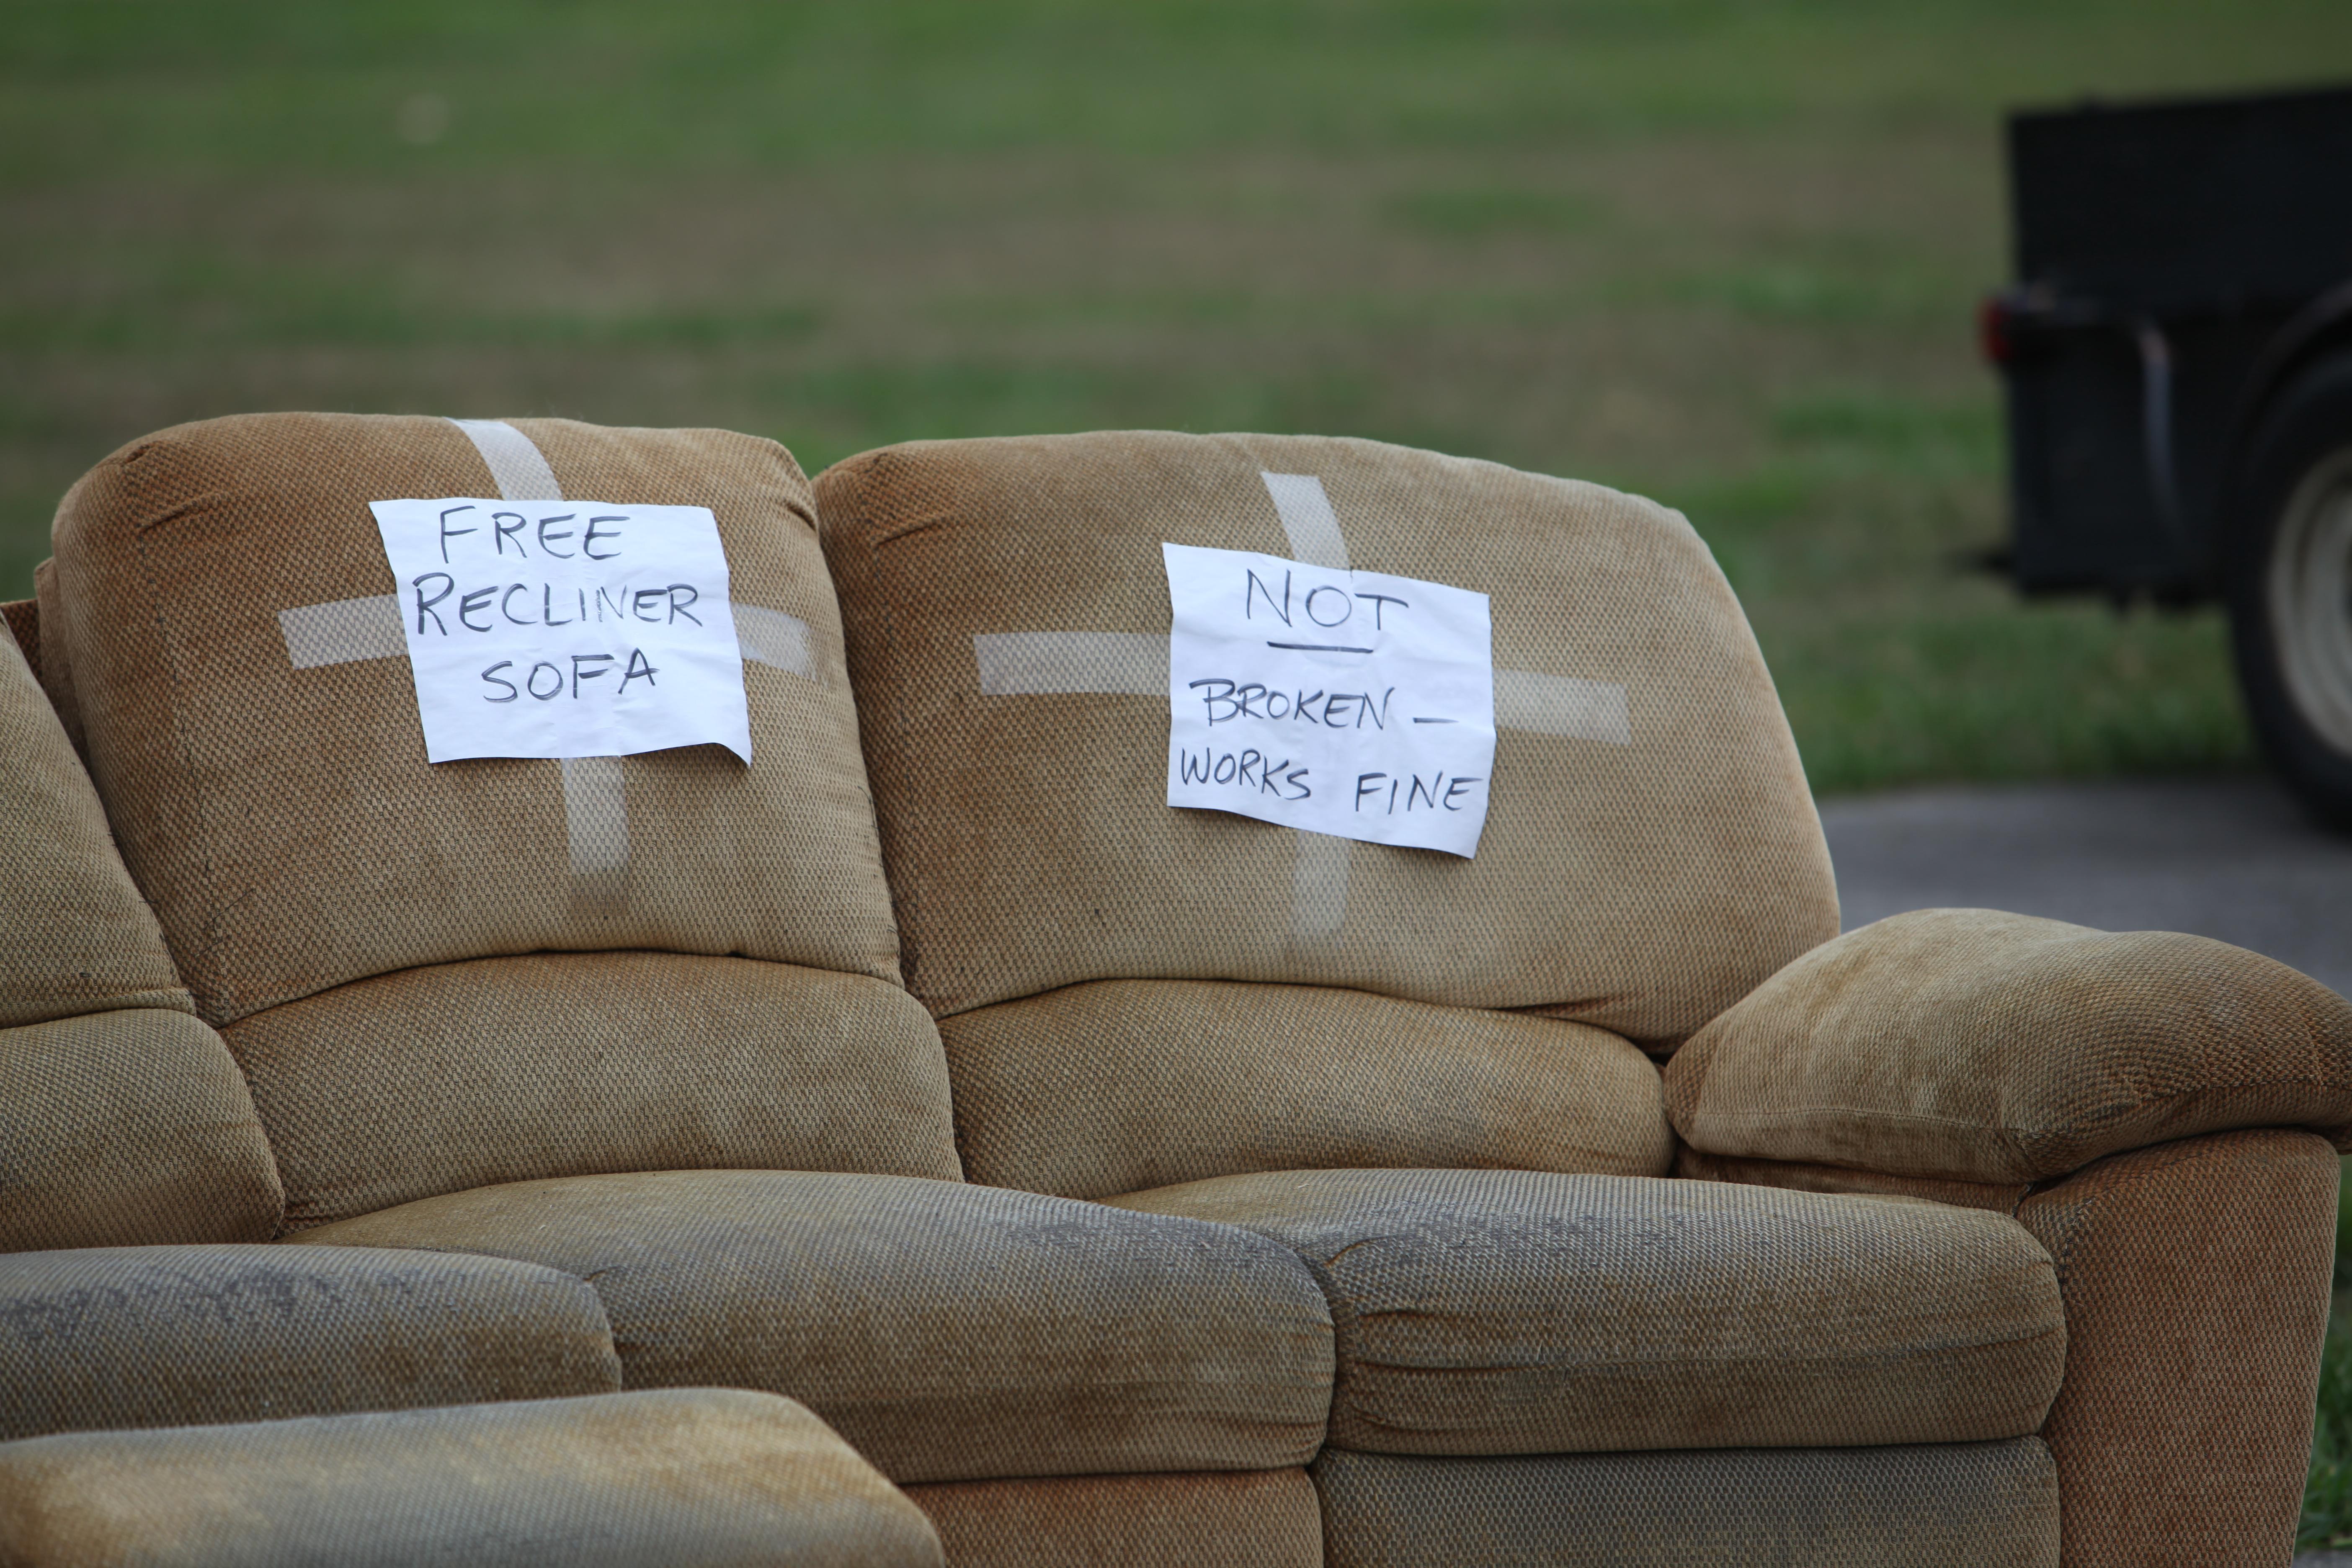 FREE
RECLINER
SOFA
NOT
BROKEN —
WORKS FINE